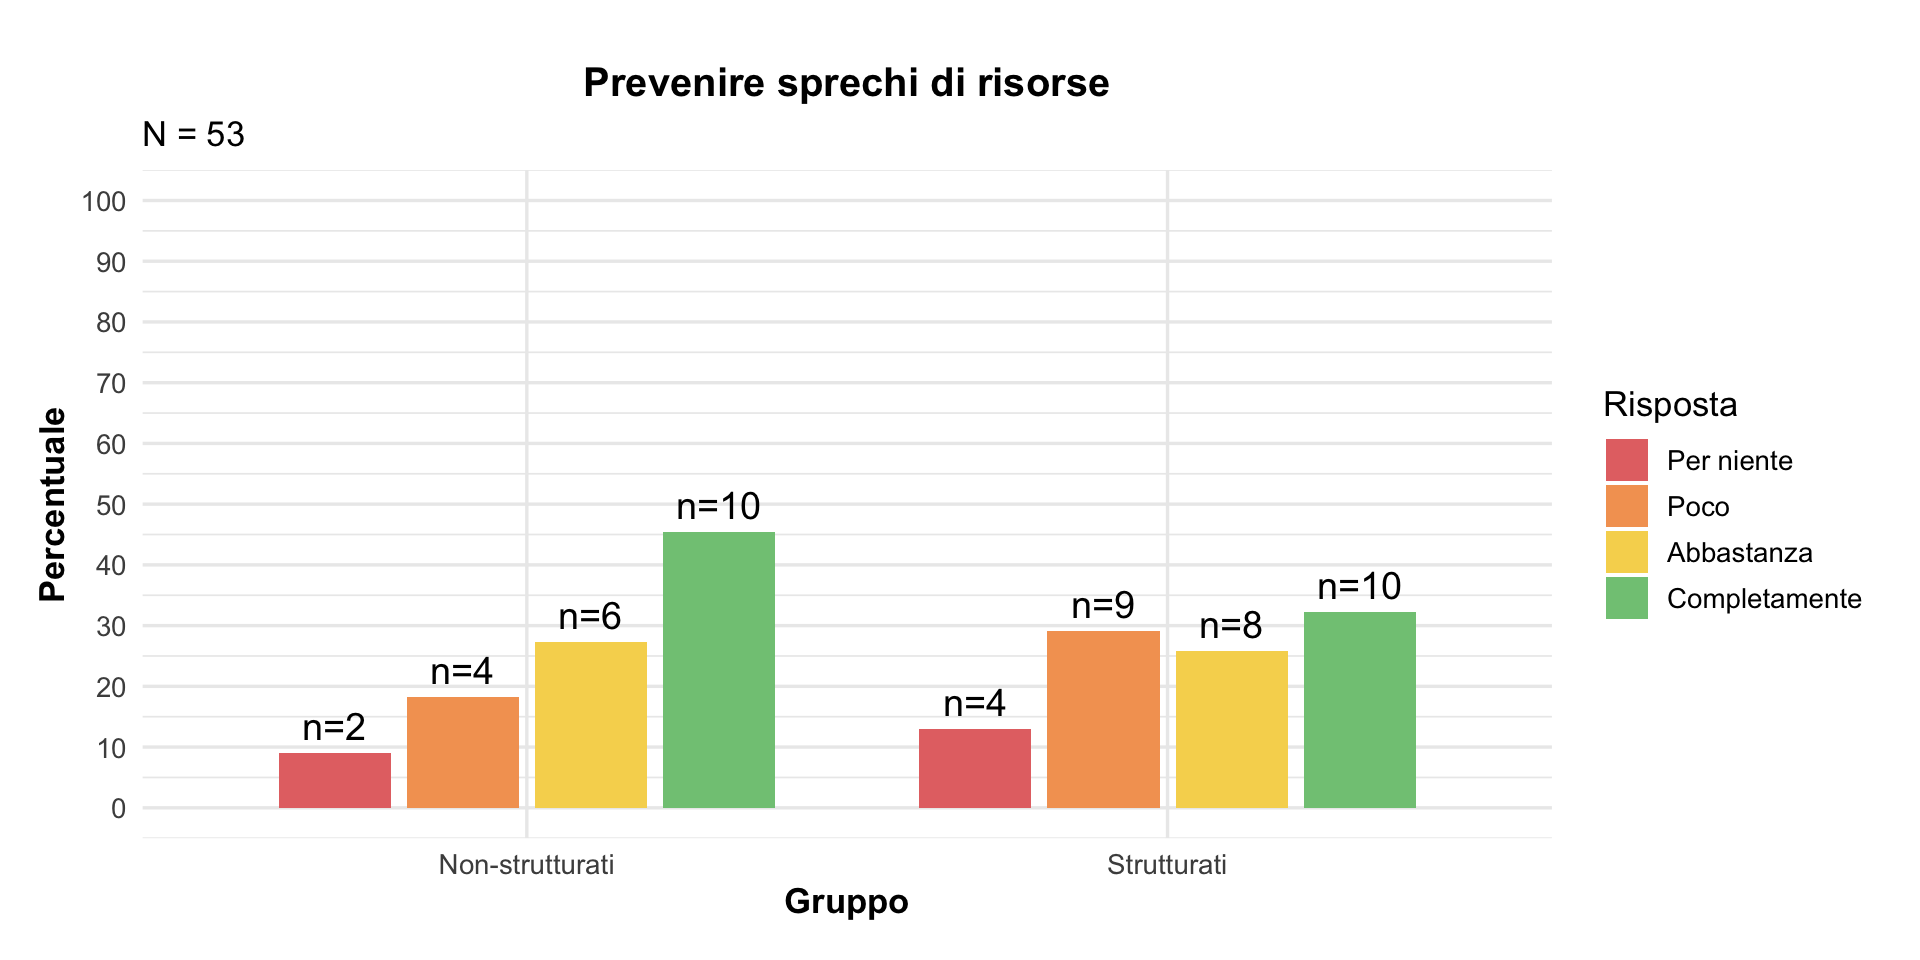 Prevenire sprechi di risorse
N = 53
100
90
80
70
60
50
40
30
20
10
0
Percentuale
n=2
n=4
n=6
n=10
n=4
n=9
n=8
n=10
Non-strutturati
Strutturati
Gruppo
Risposta
Per niente
Poco
Abbastanza
Completamente